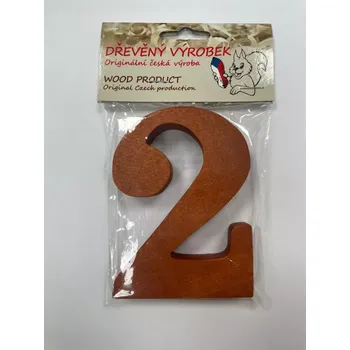 DŘEVĚNÝ VÝROBEK
Originální česká výroba
WOOD PRODUCT
Original Czech production
2